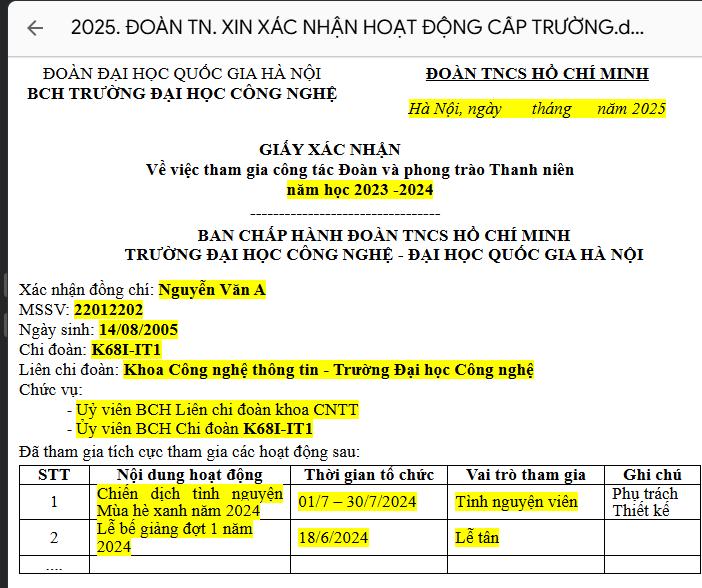 2025. ĐOÀN TN. XIN XÁC NHẬN HOẠT ĐỘNG CẤP TRƯỜNG.d...
ĐOÀN ĐẠI HỌC QUỐC GIA HÀ NỘI
BCH TRƯỜNG ĐẠI HỌC CÔNG NGHỆ
ĐOÀN TNCS HỒ CHÍ MINH
Hà Nội, ngày tháng năm 2025
GIẤY XÁC NHẬN
Về việc tham gia công tác Đoàn và phong trào Thanh niên
năm học 2023 -2024
---------------------------------
BAN CHẤP HÀNH ĐOÀN TNCS HỒ CHÍ MINH
TRƯỜNG ĐẠI HỌC CÔNG NGHỆ - ĐẠI HỌC QUỐC GIA HÀ NỘI
Xác nhận đồng chí: Nguyễn Văn A
MSSV: 22012202
Ngày sinh: 14/08/2005
Chi đoàn: K68I-IT1
Liên chi đoàn: Khoa Công nghệ thông tin - Trường Đại học Công nghệ
Chức vụ:
- Uỷ viên BCH Liên chi đoàn khoa CNTT
- Ủy viên BCH Chi đoàn K68I-IT1
Đã tham gia tích cực tham gia các hoạt động sau:
STT Nội dung hoạt động Thời gian tổ chức Vai trò tham gia Ghi chú
1 Chiến dịch tình nguyện Mùa hè xanh năm 2024 01/7 – 30/7/2024 Tình nguyện viên Phụ trách Thiết kế
2 Lễ bế giảng đợt 1 năm 2024 18/6/2024 Lễ tân
....